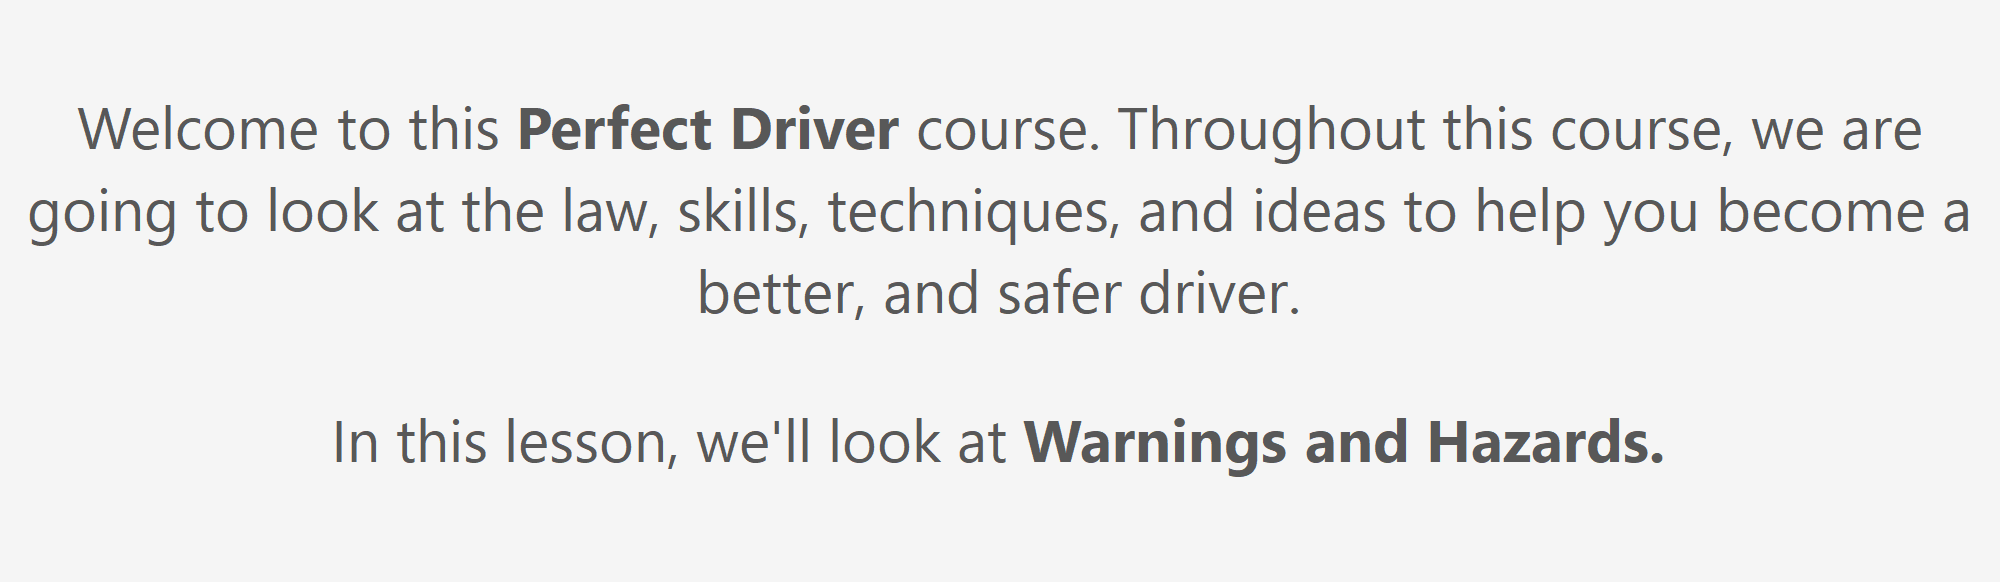 Welcome to this Perfect Driver course. Throughout this course, we are
going to look at the law, skills, techniques, and ideas to help you become a
better, and safer driver.
In this lesson, we'll look at Warnings and Hazards.